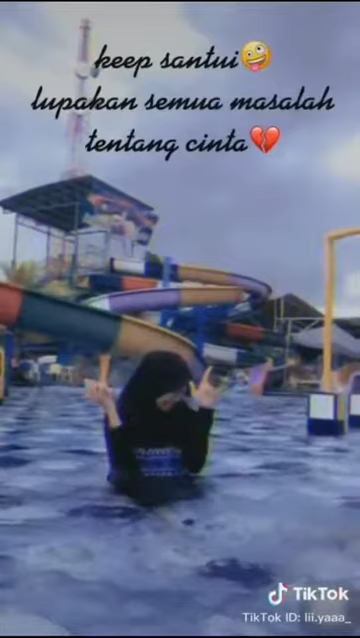 keep santui🤪
lupakan semua masalah
tentang cinta💔
TikTok
TikTok ID: lii.yaaa_